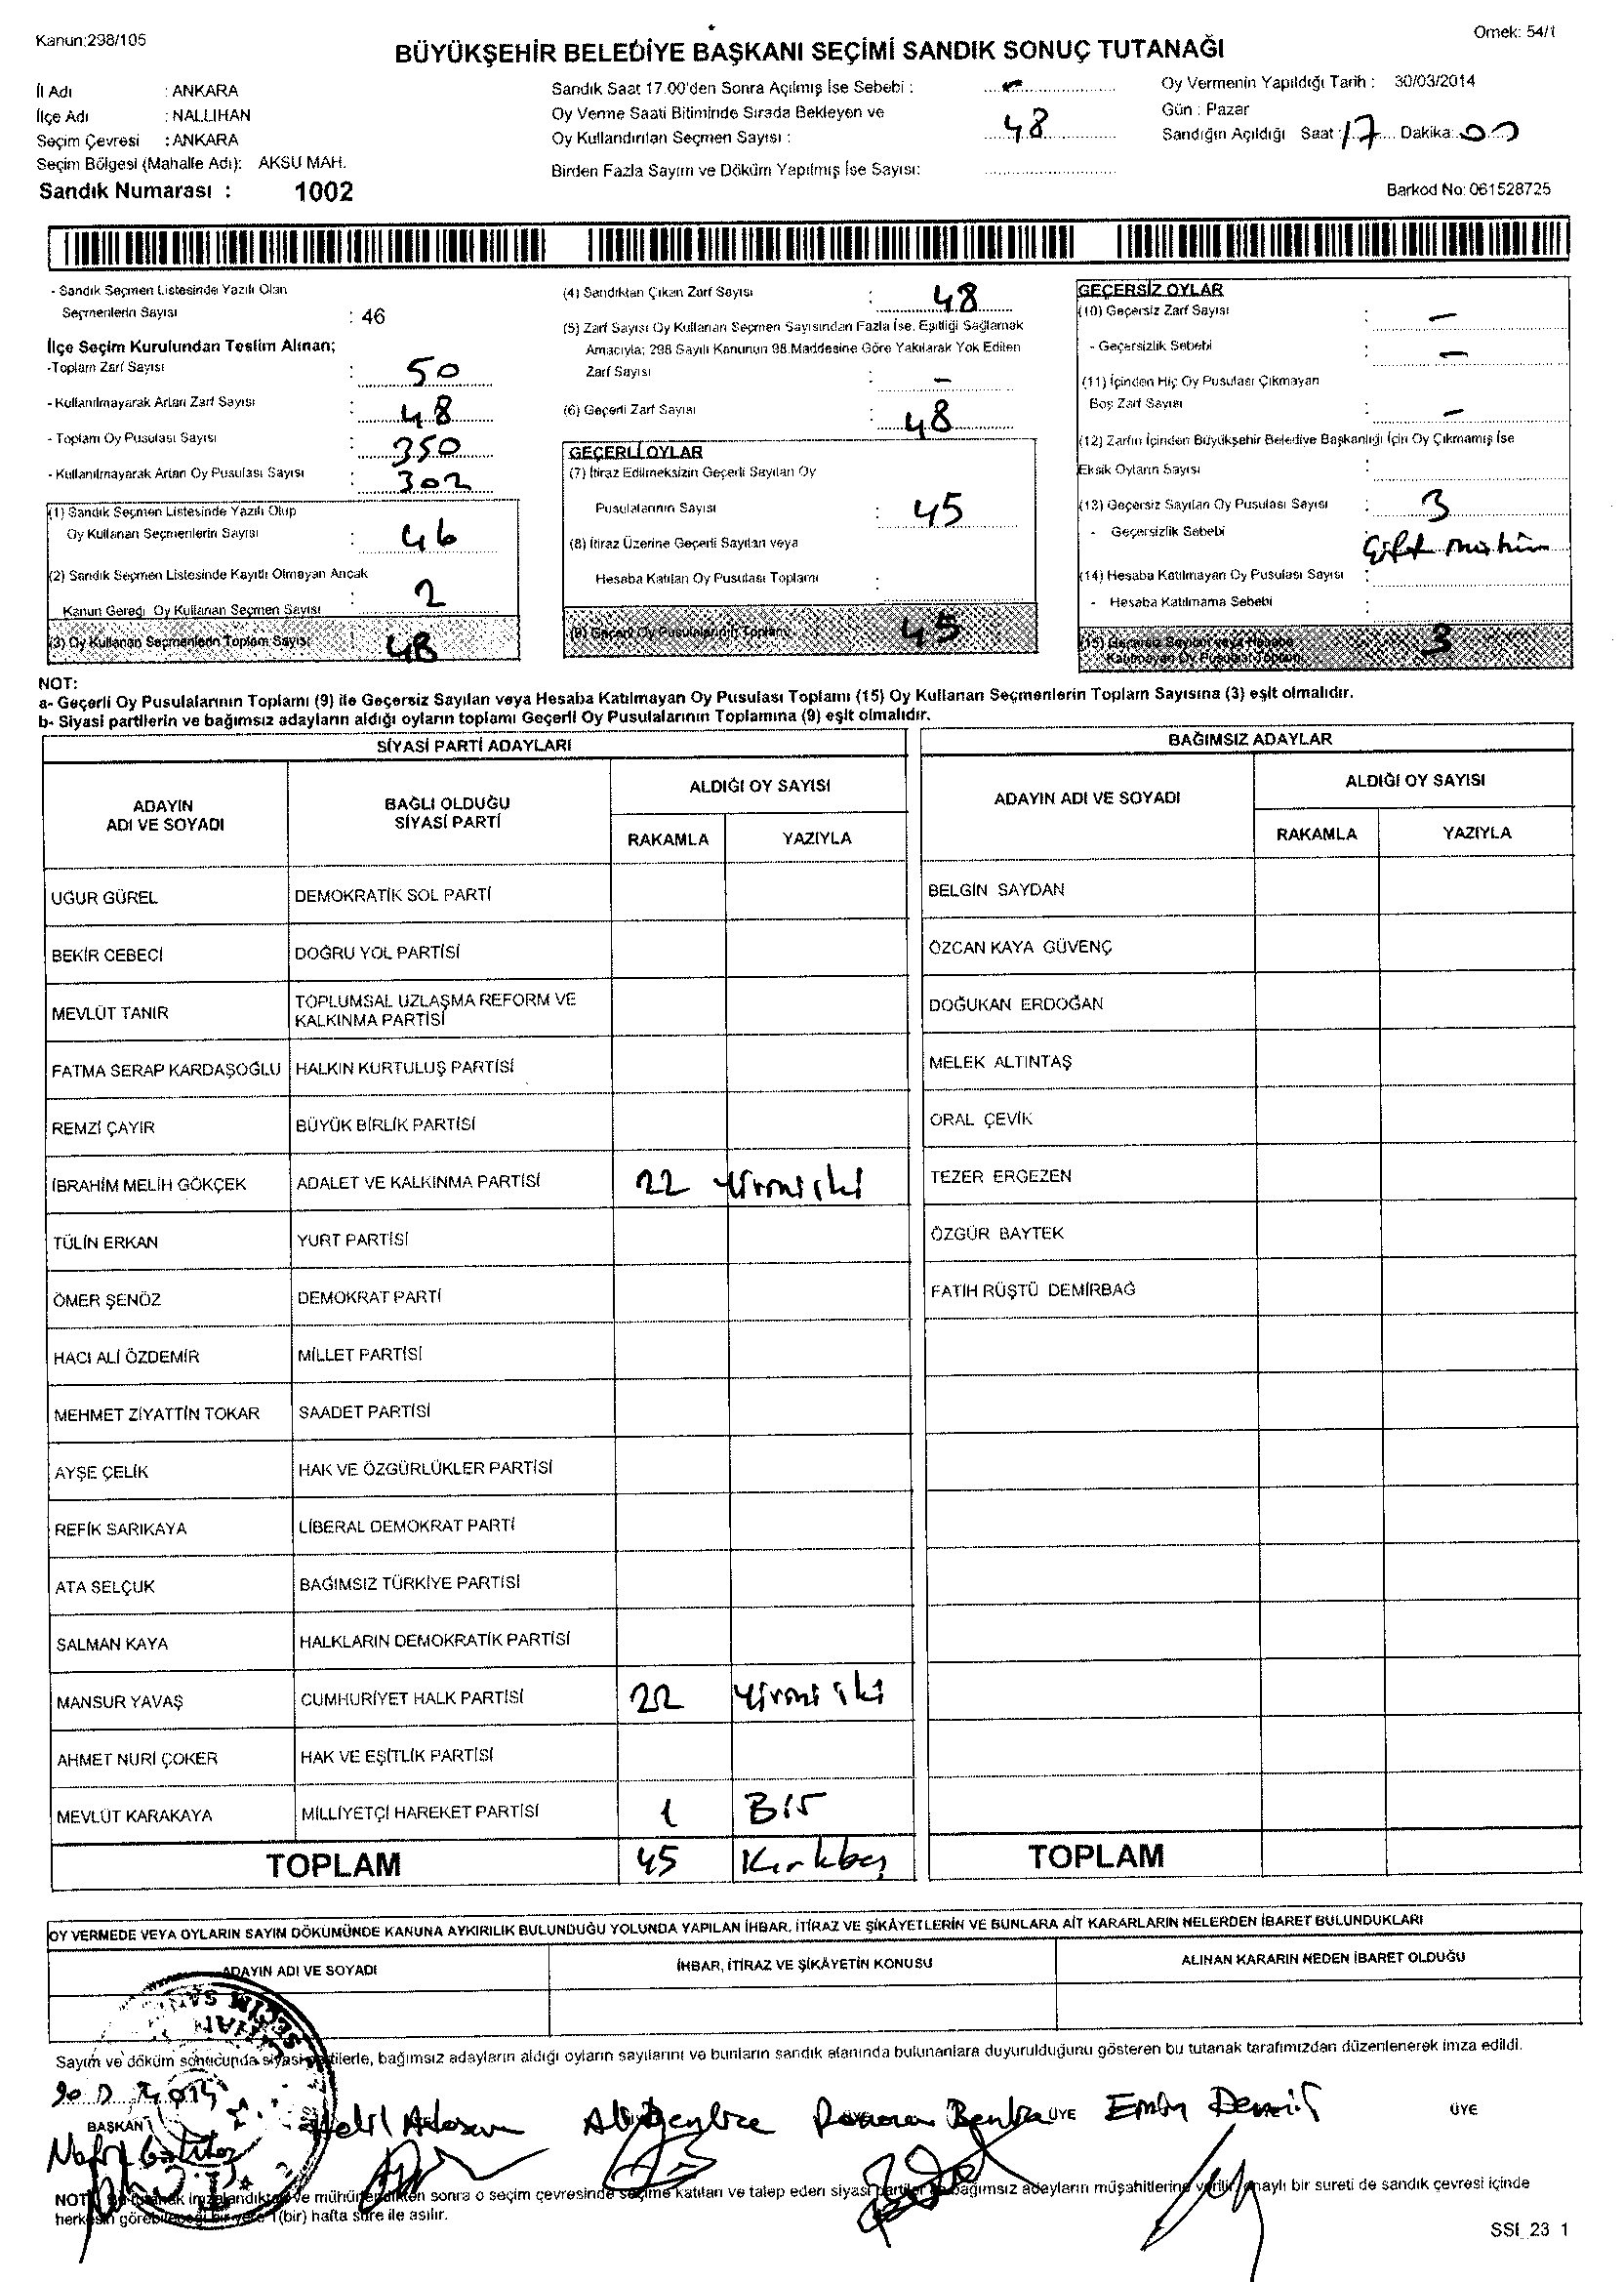 Kanun:298/105
Örnek: 54/1
BÜYÜKŞEHİR BELEDİYE BAŞKANI SEÇİMİ SANDIK SONUÇ TUTANAĞI
İl Adı : ANKARA
İlçe Adı : NALLIHAN
Seçim Çevresi : ANKARA
Seçim Bölgesi (Mahalle Adı): AKSU MAH.
Sandık Numarası : 1002
Sandık Saat 17.00'den Sonra Açılmış İse Sebebi : -
Oy Verme Saati Bitiminde Sırada Bekleyen ve
Oy Kullandırılan Seçmen Sayısı : 48
Birden Fazla Sayım ve Döküm Yapılmış İse Sayısı:
Oy Vermenin Yapıldığı Tarih : 30/03/2014
Gün : Pazar
Sandığın Açıldığı Saat : 17 Dakika: 00
Barkod No: 061528725
- Sandık Seçmen Listesinde Yazılı Olan
Seçmenlerin Sayısı : 46
İlçe Seçim Kurulundan Teslim Alınan;
-Toplam Zarf Sayısı : 50
- Kullanılmayarak Artan Zarf Sayısı : 48
- Toplam Oy Pusulası Sayısı : 350
- Kullanılmayarak Artan Oy Pusulası Sayısı : 302
(1) Sandık Seçmen Listesinde Yazılı Olup
Oy Kullanan Seçmenlerin Sayısı : 46
(2) Sandık Seçmen Listesinde Kayıtlı Olmayan Ancak
Kanun Gereği Oy Kullanan Seçmen Sayısı : 2
(3) Oy Kullanan Seçmenlerin Toplam Sayısı : 48
(4) Sandıktan Çıkan Zarf Sayısı : 48
(5) Zarf Sayısı Oy Kullanan Seçmen Sayısından Fazla İse, Eşitliği Sağlamak
Amacıyla; 298 Sayılı Kanunun 98.Maddesine Göre Yakılarak Yok Edilen
Zarf Sayısı : -
(6) Geçerli Zarf Sayısı : 48
GEÇERLİ OYLAR
(7) İtiraz Edilmeksizin Geçerli Sayılan Oy
Pusulalarının Sayısı : 45
(8) İtiraz Üzerine Geçerli Sayılan veya
Hesaba Katılan Oy Pusulası Toplamı :
(9) Geçerli Oy Pusulalarının Toplamı 45
GEÇERSİZ OYLAR
(10) Geçersiz Zarf Sayısı : -
- Geçersizlik Sebebi : -
(11) İçinden Hiç Oy Pusulası Çıkmayan
Boş Zarf Sayısı : -
(12) Zarfın İçinden Büyükşehir Belediye Başkanlığı İçin Oy Çıkmamış İse
Eksik Oyların Sayısı :
(13) Geçersiz Sayılan Oy Pusulası Sayısı : 3
- Geçersizlik Sebebi Çift mühür
(14) Hesaba Katılmayan Oy Pusulası Sayısı :
- Hesaba Katılmama Sebebi :
(15) Geçersiz Sayılan veya Hesaba
Katılmayan Oy Pusulası Toplamı 3
NOT:
a- Geçerli Oy Pusulalarının Toplamı (9) ile Geçersiz Sayılan veya Hesaba Katılmayan Oy Pusulası Toplamı (15) Oy Kullanan Seçmenlerin Toplam Sayısına (3) eşit olmalıdır.
b- Siyasi partilerin ve bağımsız adayların aldığı oyların toplamı Geçerli Oy Pusulalarının Toplamına (9) eşit olmalıdır.
SİYASİ PARTİ ADAYLARI
ADAYIN ADI VE SOYADI
BAĞLI OLDUĞU SİYASİ PARTİ
ALDIĞI OY SAYISI
RAKAMLA YAZIYLA
UĞUR GÜREL DEMOKRATİK SOL PARTİ
BEKİR CEBECİ DOĞRU YOL PARTİSİ
MEVLÜT TANIR TOPLUMSAL UZLAŞMA REFORM VE
KALKINMA PARTİSİ
FATMA SERAP KARDAŞOĞLU HALKIN KURTULUŞ PARTİSİ
REMZİ ÇAYIR BÜYÜK BİRLİK PARTİSİ
İBRAHİM MELİH GÖKÇEK ADALET VE KALKINMA PARTİSİ 22 Yirmi iki
TÜLİN ERKAN YURT PARTİSİ
ÖMER ŞENÖZ DEMOKRAT PARTİ
HACI ALİ ÖZDEMİR MİLLET PARTİSİ
MEHMET ZİYATTİN TOKAR SAADET PARTİSİ
AYŞE ÇELİK HAK VE ÖZGÜRLÜKLER PARTİSİ
REFİK SARIKAYA LİBERAL DEMOKRAT PARTİ
ATA SELÇUK BAĞIMSIZ TÜRKİYE PARTİSİ
SALMAN KAYA HALKLARIN DEMOKRATİK PARTİSİ
MANSUR YAVAŞ CUMHURİYET HALK PARTİSİ 22 Yirmi iki
AHMET NURİ ÇOKER HAK VE EŞİTLİK PARTİSİ
MEVLÜT KARAKAYA MİLLİYETÇİ HAREKET PARTİSİ 1 Bir
TOPLAM 45 Kırkbeş
BAĞIMSIZ ADAYLAR
ADAYIN ADI VE SOYADI
ALDIĞI OY SAYISI
RAKAMLA YAZIYLA
BELGİN SAYDAN
ÖZCAN KAYA GÜVENÇ
DOĞUKAN ERDOĞAN
MELEK ALTINTAŞ
ORAL ÇEVİK
TEZER ERGEZEN
ÖZGÜR BAYTEK
FATİH RÜŞTÜ DEMİRBAĞ
TOPLAM
OY VERMEDE VEYA OYLARIN SAYIM DÖKÜMÜNDE KANUNA AYKIRILIK BULUNDUĞU YOLUNDA YAPILAN İHBAR, İTİRAZ VE ŞİKÂYETLERİN VE BUNLARA AİT KARARLARIN NELERDEN İBARET BULUNDUKLARI
ADAYIN ADI VE SOYADI
İHBAR, İTİRAZ VE ŞİKÂYETİN KONUSU
ALINAN KARARIN NEDEN İBARET OLDUĞU
Sayım ve döküm sonucunda siyasi partilerle, bağımsız adayların aldığı oyların sayılarını ve bunların sandık alanında bulunanlara duyurulduğunu gösteren bu tutanak tarafımızdan düzenlenerek imza edildi.
BAŞKAN
ÜYE
ÜYE
Emin Demir
NOT: Bu tutanak imzalandıktan ve mühürlendikten sonra o seçim çevresinde seçime katılan ve talep eden siyasi partiler ve bağımsız adayların müşahitlerine verilir, onaylı bir sureti de sandık çevresi içinde
herkesin görebileceği bir yere 1(bir) hafta süre ile asılır.
SSI_23 1